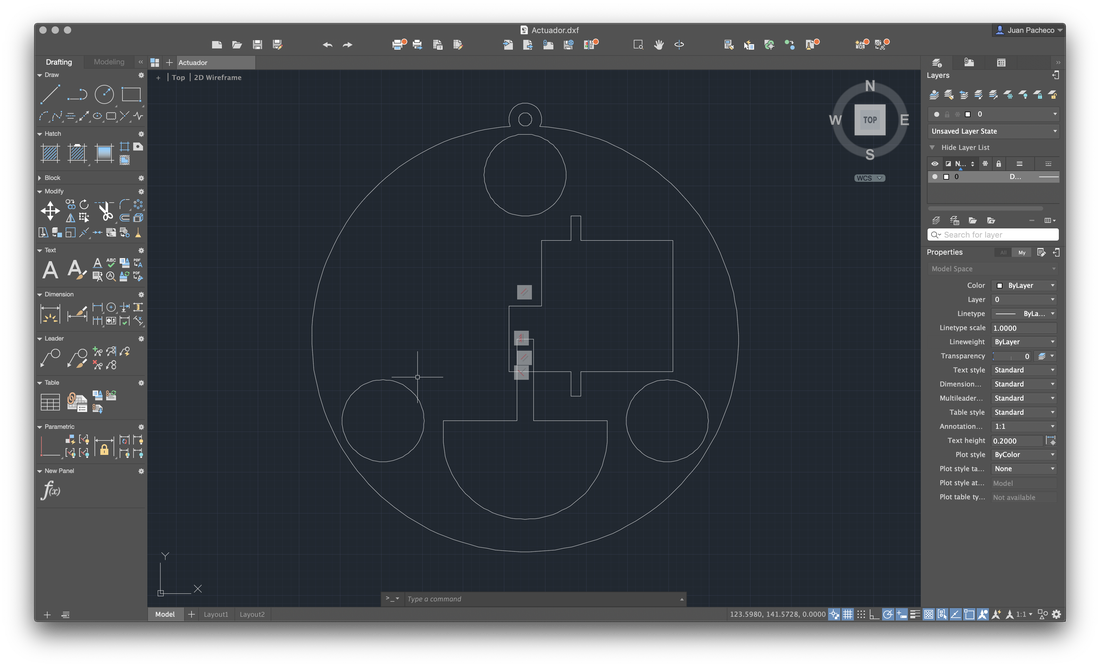 Actuador.dxf
Juan Pacheco
Drafting
Modeling
Actuador
+ | Top | 2D Wireframe
Draw
Hatch
Block
Modify
Text
A
A
Dimension
Leader
Table
Parametric
New Panel
f(x)
N
W
TOP
E
S
WCS
Y
X
>_
Type a command
Model
Layout1
Layout2
123.5980, 141.5728, 0.0000
1:1
Layers
0
Unsaved Layer State
Hide Layer List
N...
0
D...
Search for layer
Properties
All
My
Model Space
Color
ByLayer
Layer
0
Linetype
ByLa...
Linetype scale
1.0000
Lineweight
ByLayer
Transparency
0
Text style
Standard
Dimension...
Standard
Multileader...
Standard
Table style
Standard
Annotation...
1:1
Text height
0.2000
Plot style
ByColor
Plot style ta...
None
Plot style at...
Model
Plot table ty...
Not available